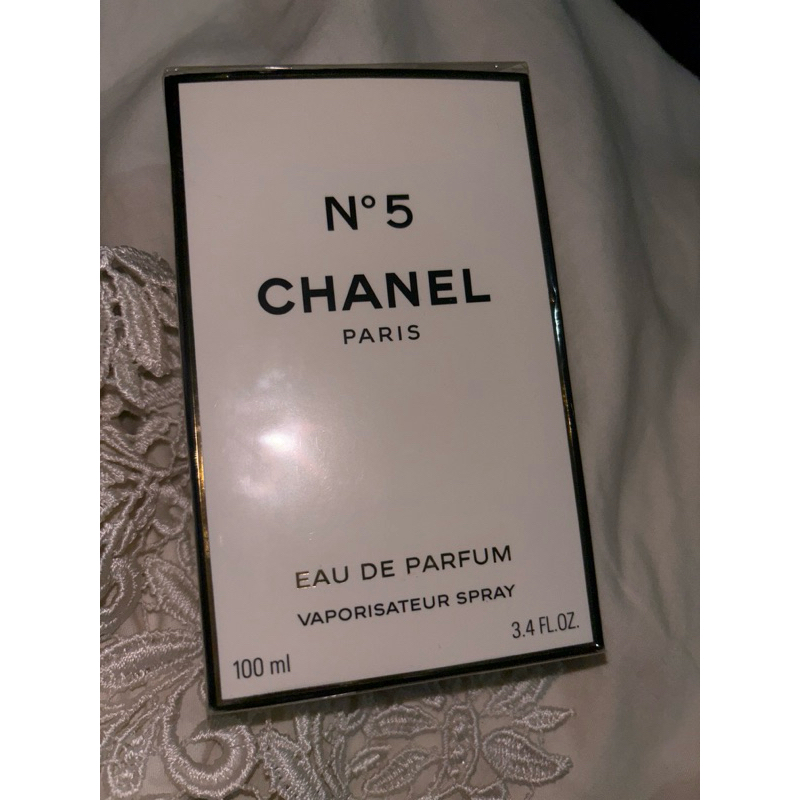 N° 5
CHANEL
PARIS
EAU DE PARFUM
VAPORISATEUR SPRAY
100 ml
3.4 FL.OZ.